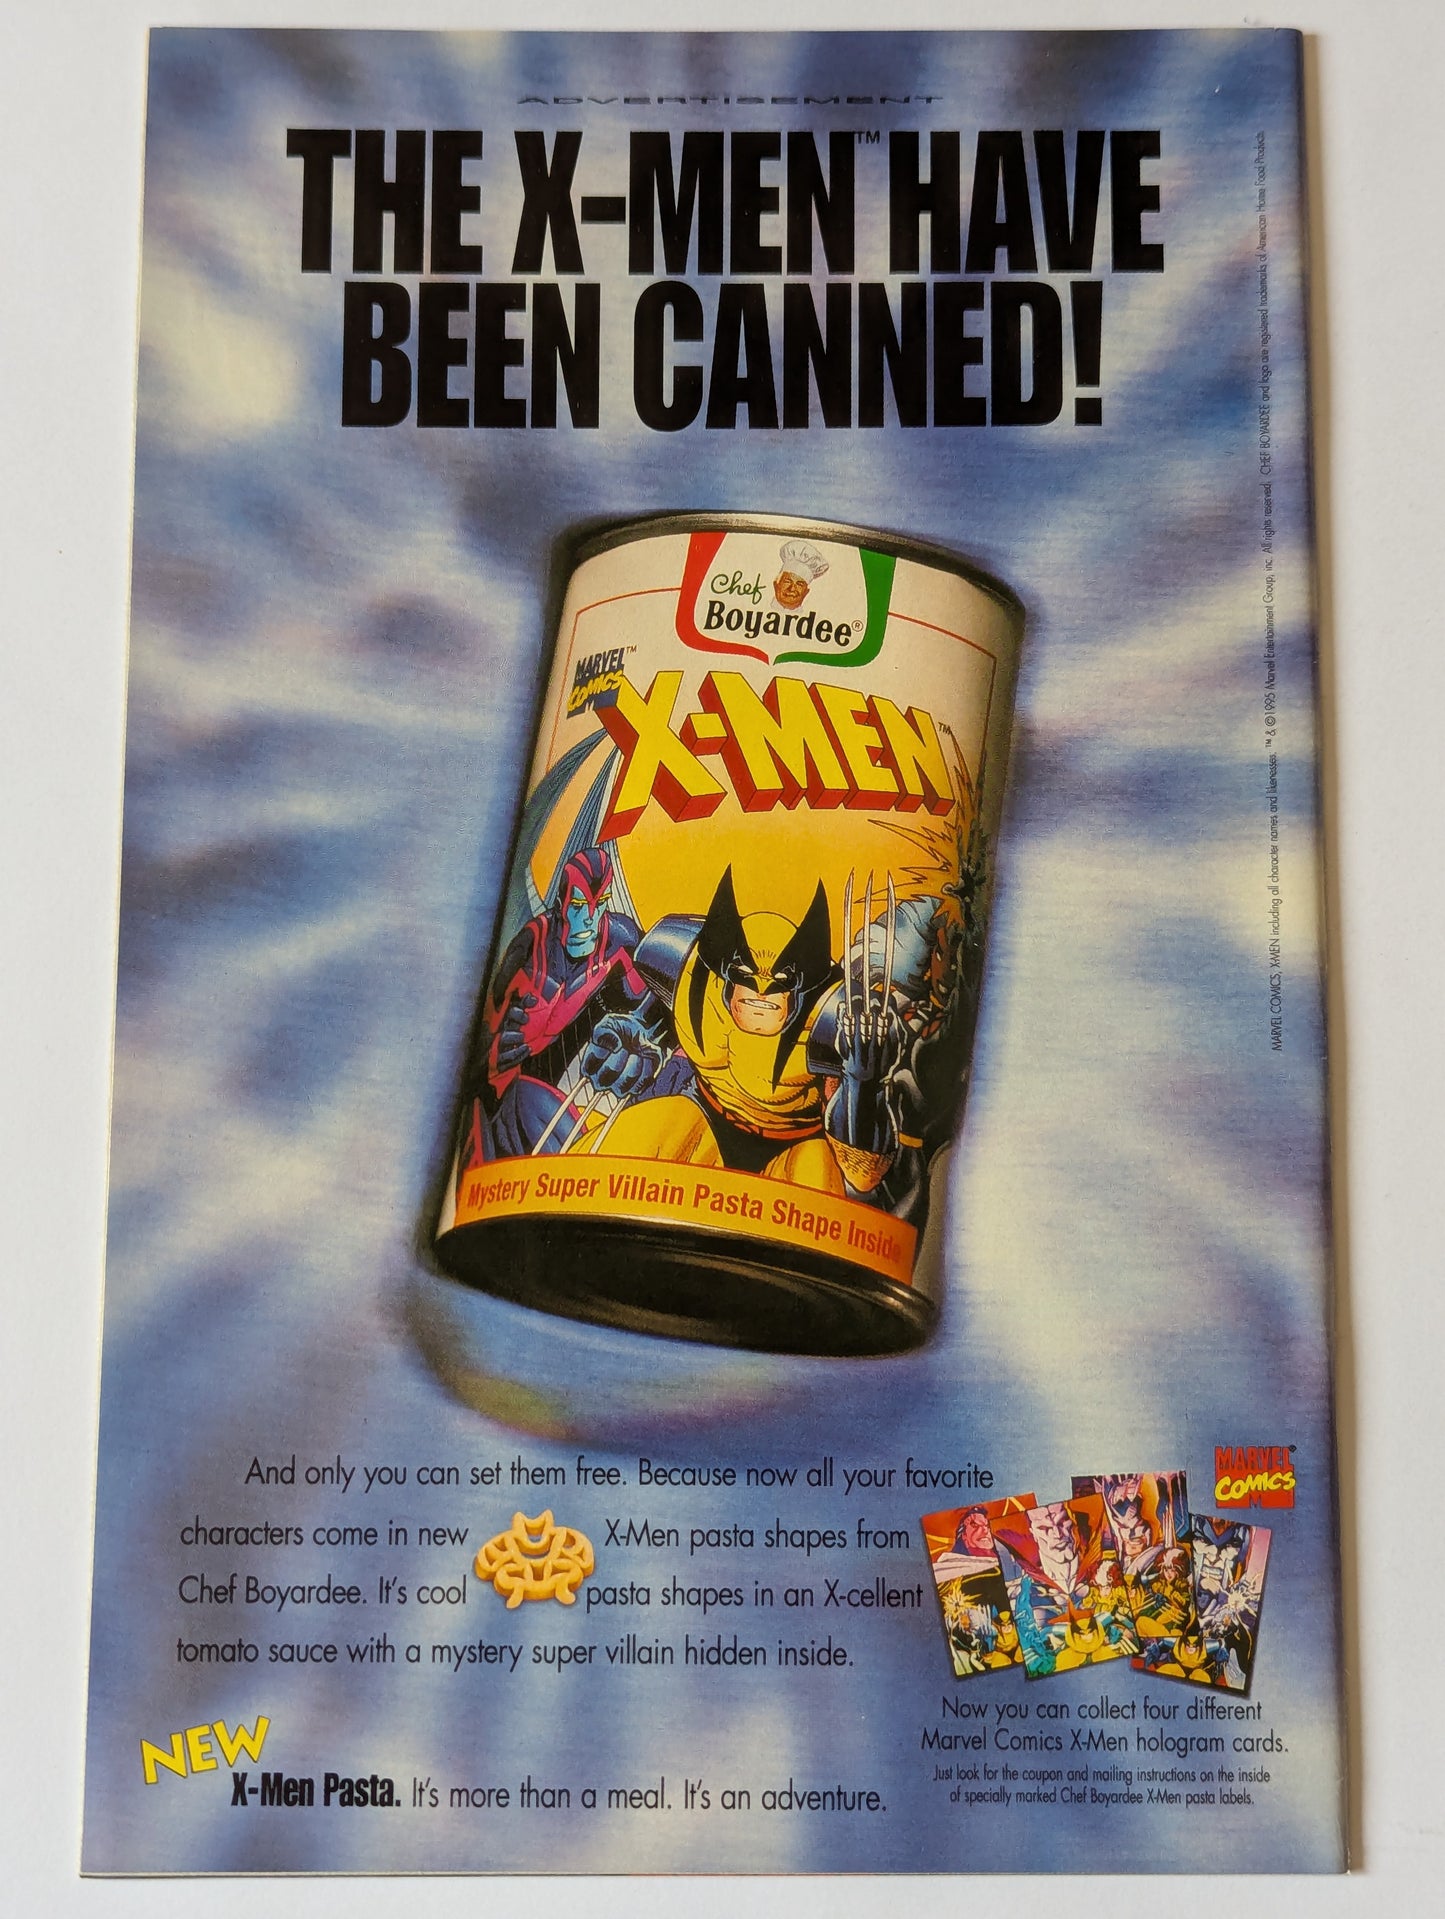 ADVERTISEMENT
THE X-MEN™ HAVE
BEEN CANNED!
Chef
Boyardee®
MARVEL™
COMICS
X-MEN™
Mystery Super Villain Pasta Shape Inside
And only you can set them free. Because now all your favorite
characters come in new X-Men pasta shapes from
Chef Boyardee. It's cool pasta shapes in an X-cellent
tomato sauce with a mystery super villain hidden inside.
NEW
X-Men Pasta. It's more than a meal. It's an adventure.
MARVEL®
COMICS
Now you can collect four different
Marvel Comics X-Men hologram cards.
Just look for the coupon and mailing instructions on the inside
of specially marked Chef Boyardee X-Men pasta labels.
MARVEL COMICS, X-MEN including all character names and likenesses. ™ & ©1995 Marvel Entertainment Group, Inc. All rights reserved. CHEF BOYARDEE and logo are registered trademarks of American Home Food Products